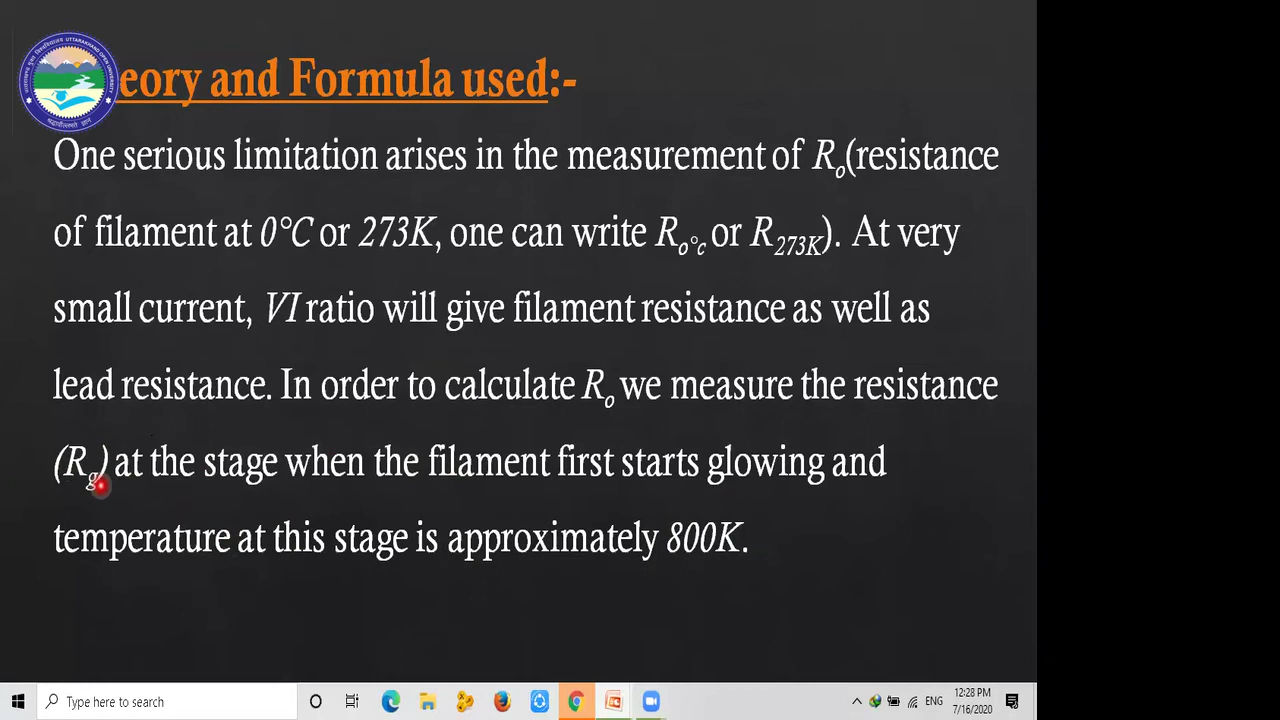 eory and Formula used:-
One serious limitation arises in the measurement of Ro(resistance
of filament at 0°C or 273K, one can write Ro°c or R273K). At very
small current, VI ratio will give filament resistance as well as
lead resistance. In order to calculate Ro we measure the resistance
(Rg) at the stage when the filament first starts glowing and
temperature at this stage is approximately 800K.
UTTARAKHAND OPEN UNIVERSITY
Type here to search
ENG
12:28 PM
7/16/2020